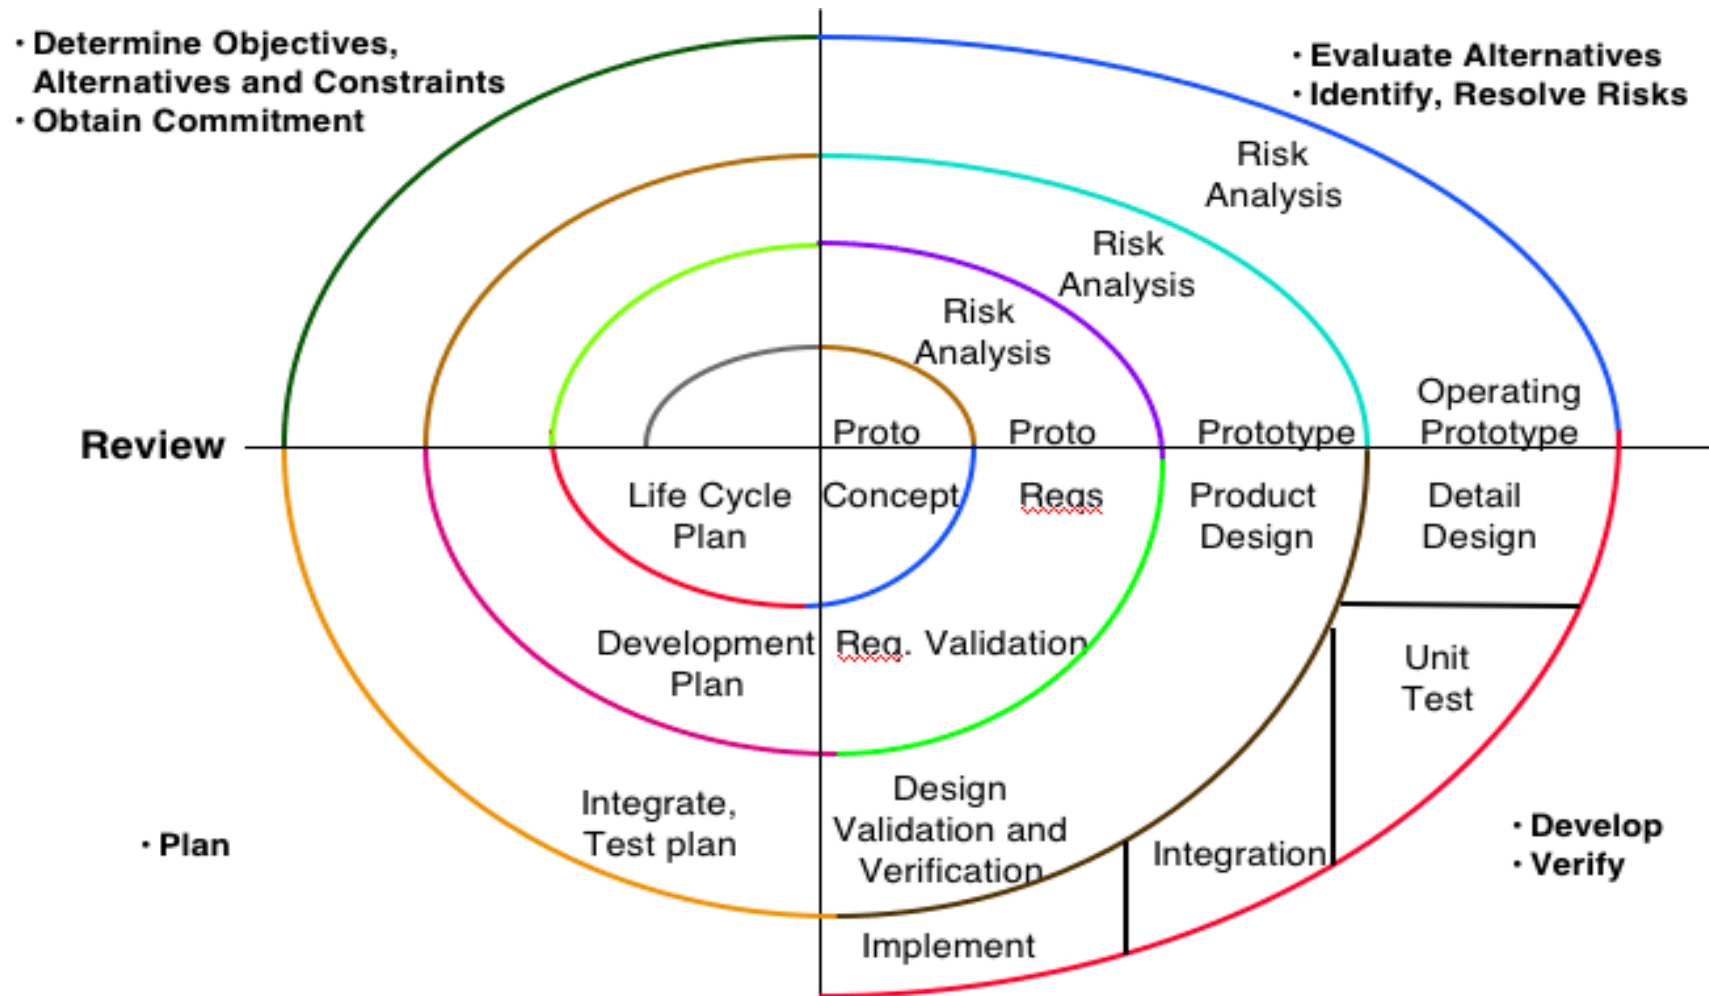 · Determine Objectives,
Alternatives and Constraints
· Obtain Commitment
· Evaluate Alternatives
· Identify, Resolve Risks
Risk
Analysis
Risk
Analysis
Risk
Analysis
Operating
Prototype
Prototype
Proto
Proto
Review
Life Cycle
Plan
Concept
Reqs
Product
Design
Detail
Design
Development
Plan
Req. Validation
Unit
Test
Integrate,
Test plan
Design
Validation and
Verification
Integration
Implement
· Plan
· Develop
· Verify